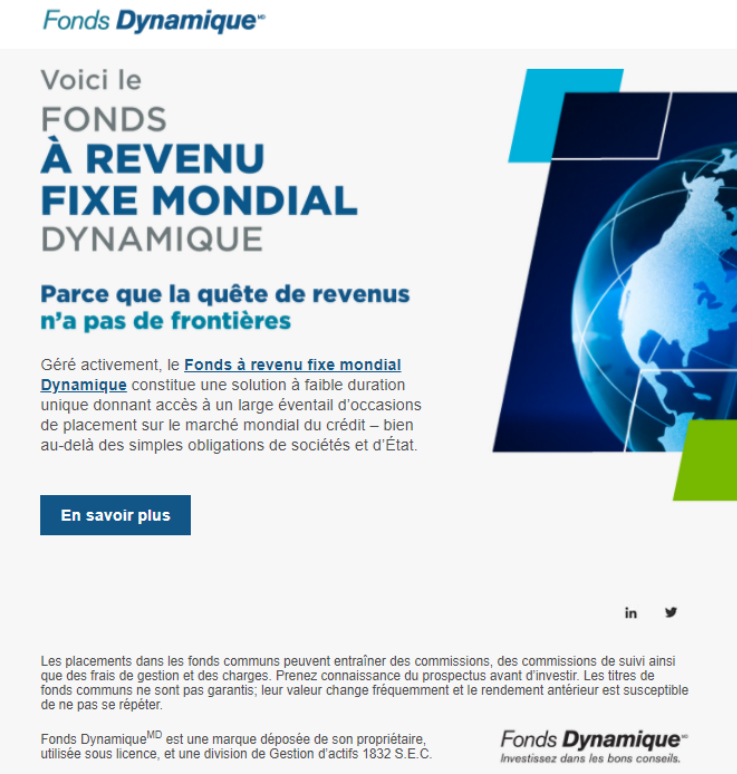 Fonds Dynamique MD
Voici le
FONDS
À REVENU
FIXE MONDIAL
DYNAMIQUE
Parce que la quête de revenus
n’a pas de frontières
Géré activement, le Fonds à revenu fixe mondial
Dynamique constitue une solution à faible duration
unique donnant accès à un large éventail d’occasions
de placement sur le marché mondial du crédit – bien
au-delà des simples obligations de sociétés et d’État.
En savoir plus
in
Les placements dans les fonds communs peuvent entraîner des commissions, des commissions de suivi ainsi
que des frais de gestion et des charges. Prenez connaissance du prospectus avant d’investir. Les titres de
fonds communs ne sont pas garantis; leur valeur change fréquemment et le rendement antérieur est susceptible
de ne pas se répéter.
Fonds Dynamique MD est une marque déposée de son propriétaire,
utilisée sous licence, et une division de Gestion d’actifs 1832 S.E.C.
Fonds Dynamique MD
Investissez dans les bons conseils.